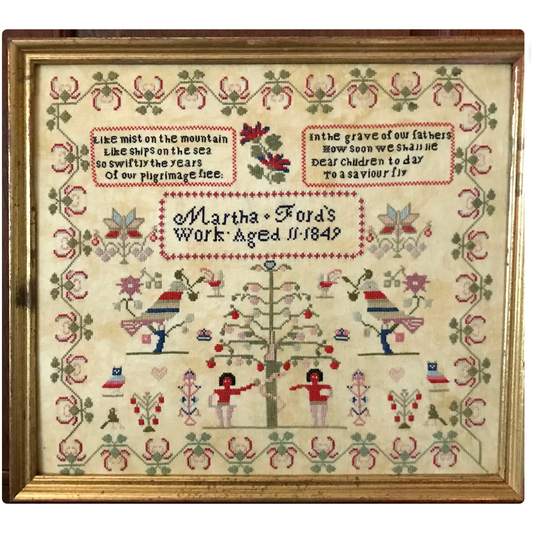 Like mist on the mountain
Like ships on the sea
so swiftly the years
Of our pilgrimage flee:
In the grave of our fathers
How soon we shall lie
Dear Children to day
To a saviour fly
Martha Ford's
Work Aged 11 1849